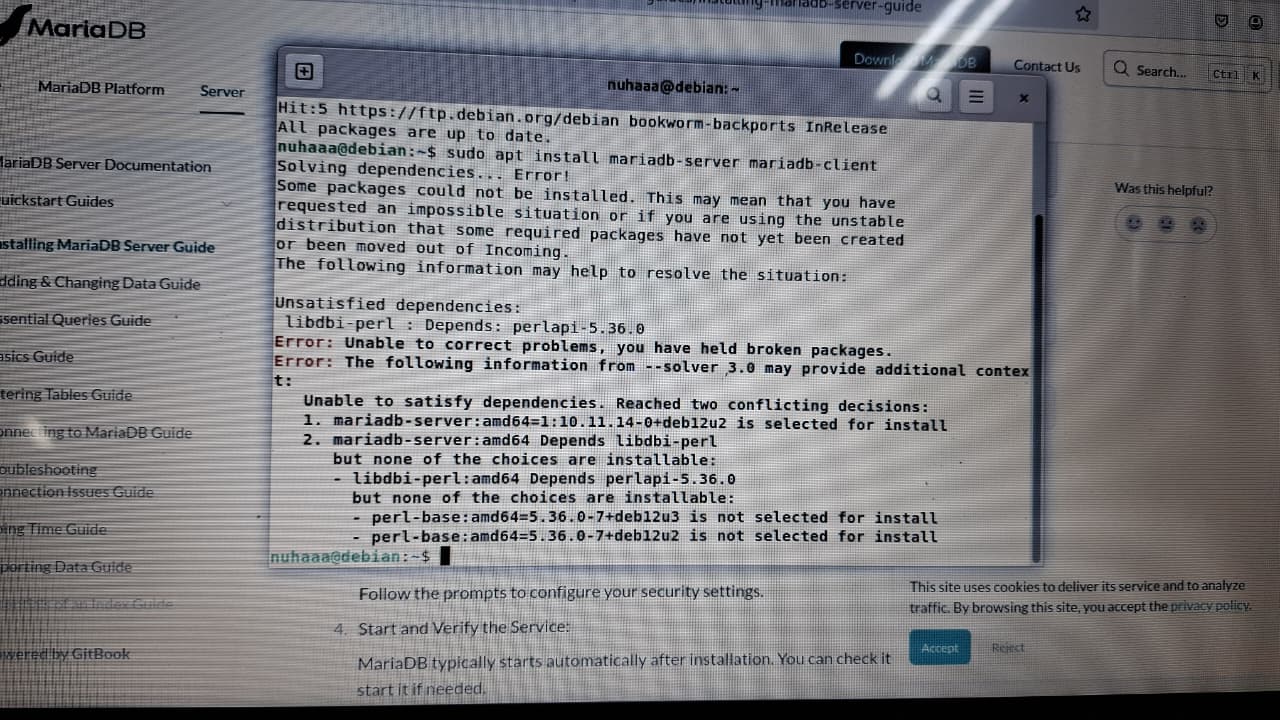 -mariadb-server-guide
MariaDB
Contact Us
Search...
Ctrl K
MariaDB Platform
Server
nuhaaa@debian: ~
Hit:5 https://ftp.debian.org/debian bookworm-backports InRelease
All packages are up to date.
nuhaaa@debian:~$ sudo apt install mariadb-server mariadb-client
Solving dependencies... Error!
Some packages could not be installed. This may mean that you have
requested an impossible situation or if you are using the unstable
distribution that some required packages have not yet been created
or been moved out of Incoming.
The following information may help to resolve the situation:
Unsatisfied dependencies:
libdbi-perl : Depends: perlapi-5.36.0
Error: Unable to correct problems, you have held broken packages.
Error: The following information from --solver 3.0 may provide additional contex
t:
Unable to satisfy dependencies. Reached two conflicting decisions:
1. mariadb-server:amd64=1:10.11.14-0+deb12u2 is selected for install
2. mariadb-server:amd64 Depends libdbi-perl
but none of the choices are installable:
- libdbi-perl:amd64 Depends perlapi-5.36.0
but none of the choices are installable:
- perl-base:amd64=5.36.0-7+deb12u3 is not selected for install
- perl-base:amd64=5.36.0-7+deb12u2 is not selected for install
nuhaaa@debian:~$
ariaDB Server Documentation
uickstart Guides
stalling MariaDB Server Guide
dding & Changing Data Guide
ssential Queries Guide
asics Guide
tering Tables Guide
to MariaDB Guide
oubleshooting
nnection Issues Guide
ing Time Guide
porting Data Guide
of an Index Guide
wered by GitBook
Was this helpful?
Follow the prompts to configure your security settings.
4. Start and Verify the Service:
MariaDB typically starts automatically after installation. You can check it
start it if needed.
This site uses cookies to deliver its service and to analyze
traffic. By browsing this site, you accept the privacy policy.
Accept
Reject